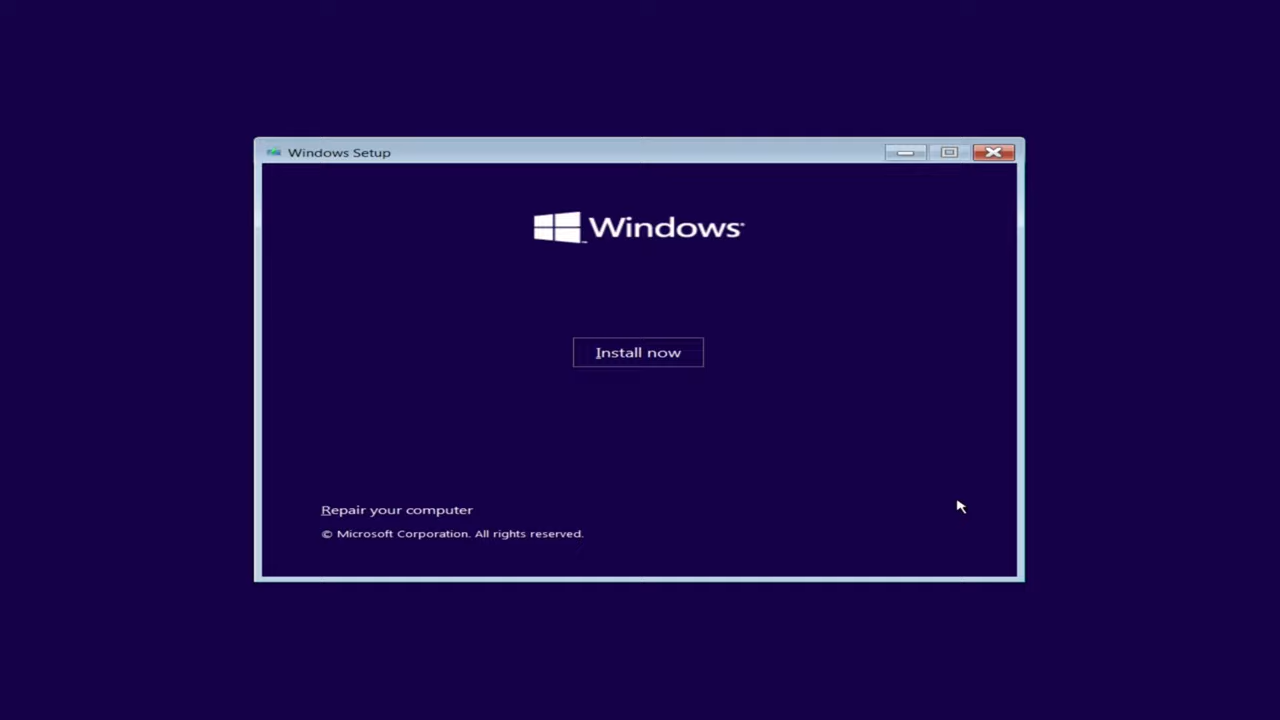 Windows Setup
Windows
Install now
Repair your computer
© Microsoft Corporation. All rights reserved.